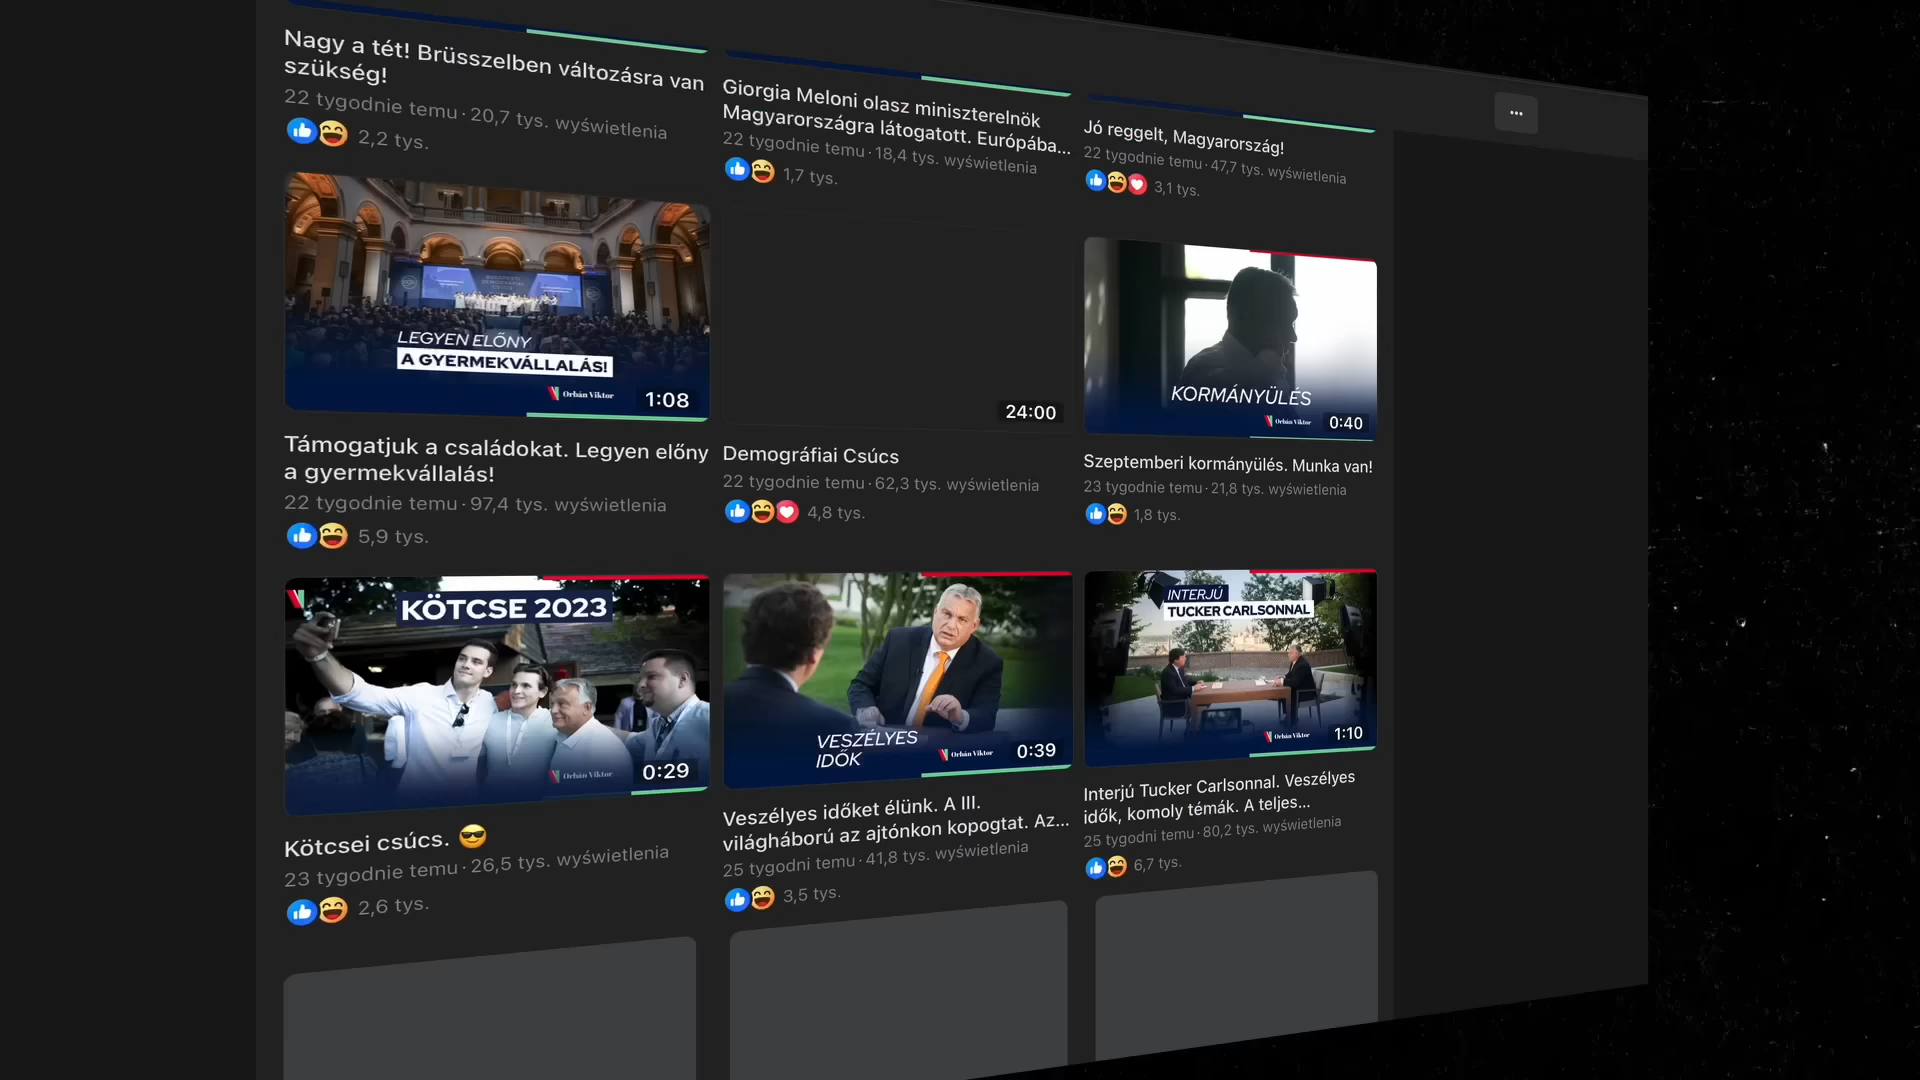 Nagy a tét! Brüsszelben változásra van
szükség!
22 tygodnie temu · 20,7 tys. wyświetlenia
2,2 tys.
Giorgia Meloni olasz miniszterelnök
Magyarországra látogatott. Európába...
22 tygodnie temu · 18,4 tys. wyświetlenia
1,7 tys.
Jó reggelt, Magyarország!
22 tygodnie temu · 47,7 tys. wyświetlenia
3,1 tys.
LEGYEN ELŐNY
A GYERMEKVÁLLALÁS!
Orbán Viktor
1:08
Támogatjuk a családokat. Legyen előny
a gyermekvállalás!
22 tygodnie temu · 97,4 tys. wyświetlenia
5,9 tys.
24:00
Demográfiai Csúcs
22 tygodnie temu · 62,3 tys. wyświetlenia
4,8 tys.
KORMÁNYÜLÉS
Orbán Viktor
0:40
Szeptemberi kormányülés. Munka van!
23 tygodnie temu · 21,8 tys. wyświetlenia
1,8 tys.
KÖTCSE 2023
Orbán Viktor
0:29
Kötcsei csúcs. 😎
23 tygodnie temu · 26,5 tys. wyświetlenia
2,6 tys.
VESZÉLYES
IDŐK
Orbán Viktor
0:39
Veszélyes időket élünk. A III.
világháború az ajtónkon kopogtat. Az...
25 tygodni temu · 41,8 tys. wyświetlenia
3,5 tys.
INTERJÚ
TUCKER CARLSONNAL
Orbán Viktor
1:10
Interjú Tucker Carlsonnal. Veszélyes
idők, komoly témák. A teljes...
25 tygodni temu · 80,2 tys. wyświetlenia
6,7 tys.